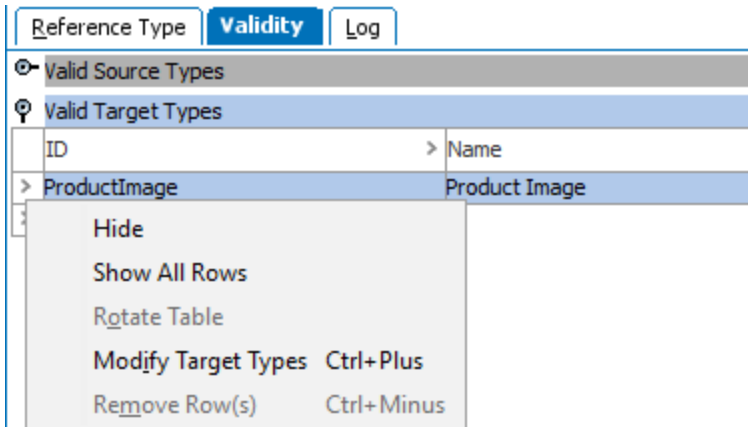 Reference Type Validity Log
Valid Source Types
Valid Target Types
ID > Name
> ProductImage Product Image
>
Hide
Show All Rows
Rotate Table
Modify Target Types Ctrl+Plus
Remove Row(s) Ctrl+Minus